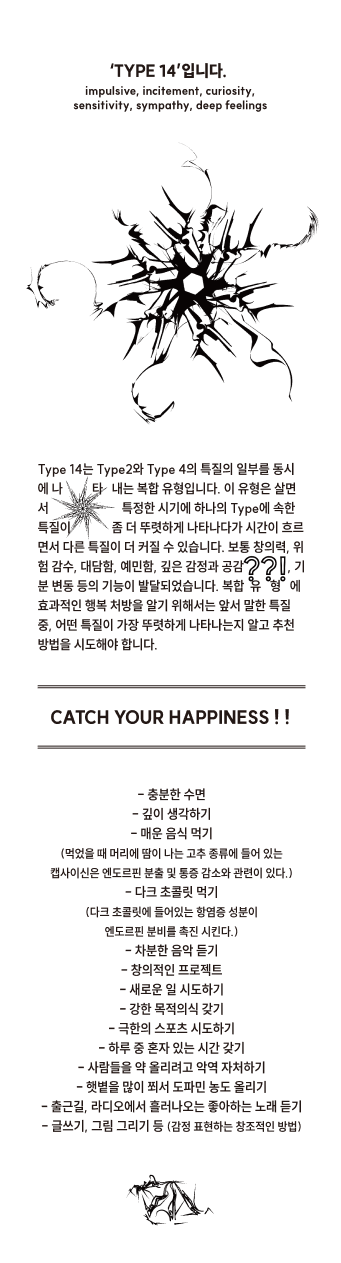 ‘TYPE 14’입니다.
impulsive, incitement, curiosity,
sensitivity, sympathy, deep feelings
Type 14는 Type2와 Type 4의 특질의 일부를 동시
에 나 타 내는 복합 유형입니다. 이 유형은 살면
서 특정한 시기에 하나의 Type에 속한
특질이 좀 더 뚜렷하게 나타나다가 시간이 흐르
면서 다른 특질이 더 커질 수 있습니다. 보통 창의력, 위
험 감수, 대담함, 예민함, 깊은 감정과 공감??!, 기
분 변동 등의 기능이 발달되었습니다. 복합 유 형 에
효과적인 행복 처방을 알기 위해서는 앞서 말한 특질
중, 어떤 특질이 가장 뚜렷하게 나타나는지 알고 추천
방법을 시도해야 합니다.
CATCH YOUR HAPPINESS ! !
- 충분한 수면
- 깊이 생각하기
- 매운 음식 먹기
(먹었을 때 머리에 땀이 나는 고추 종류에 들어 있는
캡사이신은 엔도르핀 분출 및 통증 감소와 관련이 있다.)
- 다크 초콜릿 먹기
(다크 초콜릿에 들어있는 항염증 성분이
엔도르핀 분비를 촉진 시킨다.)
- 차분한 음악 듣기
- 창의적인 프로젝트
- 새로운 일 시도하기
- 강한 목적의식 갖기
- 극한의 스포츠 시도하기
- 하루 중 혼자 있는 시간 갖기
- 사람들을 약 올리려고 악역 자처하기
- 햇볕을 많이 쬐서 도파민 농도 올리기
- 출근길, 라디오에서 흘러나오는 좋아하는 노래 듣기
- 글쓰기, 그림 그리기 등 (감정 표현하는 창조적인 방법)